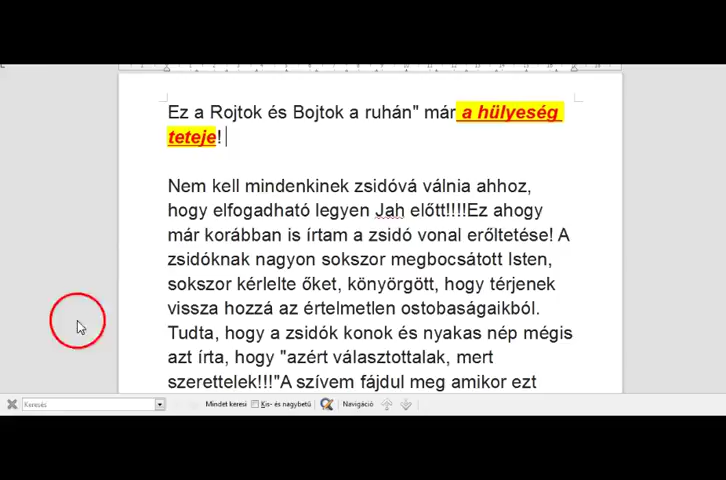 Ez a Rojtok és Bojtok a ruhán" már a hülyeség
teteje!
Nem kell mindenkinek zsidóvá válnia ahhoz,
hogy elfogadható legyen Jah előtt!!!!Ez ahogy
már korábban is írtam a zsidó vonal erőltetése! A
zsidóknak nagyon sokszor megbocsátott Isten,
sokszor kérlelte őket, könyörgött, hogy térjenek
vissza hozzá az értelmetlen ostobaságaikból.
Tudta, hogy a zsidók konok és nyakas nép mégis
azt írta, hogy "azért választottalak, mert
szerettelek!!!"A szívem fájdul meg amikor ezt
Keresés Mindet keresi Kis- és nagybetű Navigáció